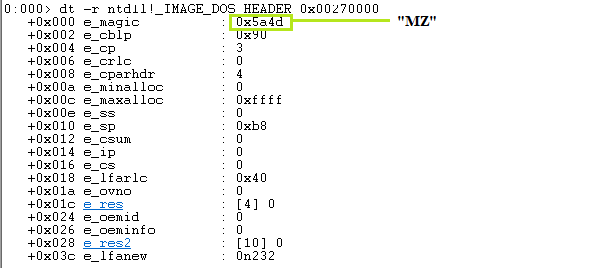 0:000> dt -r ntdll!_IMAGE_DOS_HEADER 0x00270000
+0x000 e_magic : 0x5a4d "MZ"
+0x002 e_cblp : 0x90
+0x004 e_cp : 3
+0x006 e_crlc : 0
+0x008 e_cparhdr : 4
+0x00a e_minalloc : 0
+0x00c e_maxalloc : 0xffff
+0x00e e_ss : 0
+0x010 e_sp : 0xb8
+0x012 e_csum : 0
+0x014 e_ip : 0
+0x016 e_cs : 0
+0x018 e_lfarlc : 0x40
+0x01a e_ovno : 0
+0x01c e_res : [4] 0
+0x024 e_oemid : 0
+0x026 e_oeminfo : 0
+0x028 e_res2 : [10] 0
+0x03c e_lfanew : 0n232